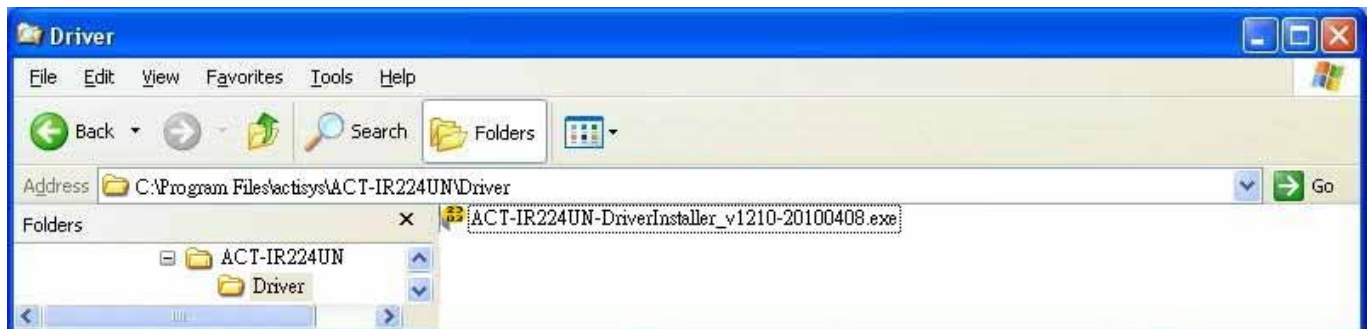 Driver
File Edit View Favorites Tools Help
Back Search Folders
Address C:\Program Files\actisys\ACT-IR224UN\Driver Go
Folders
ACT-IR224UN-DriverInstaller_v1210-20100408.exe
ACT-IR224UN
Driver